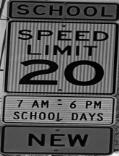 SCHOOL
SPEED
LIMIT
20
7 AM - 6 PM
SCHOOL DAYS
NEW